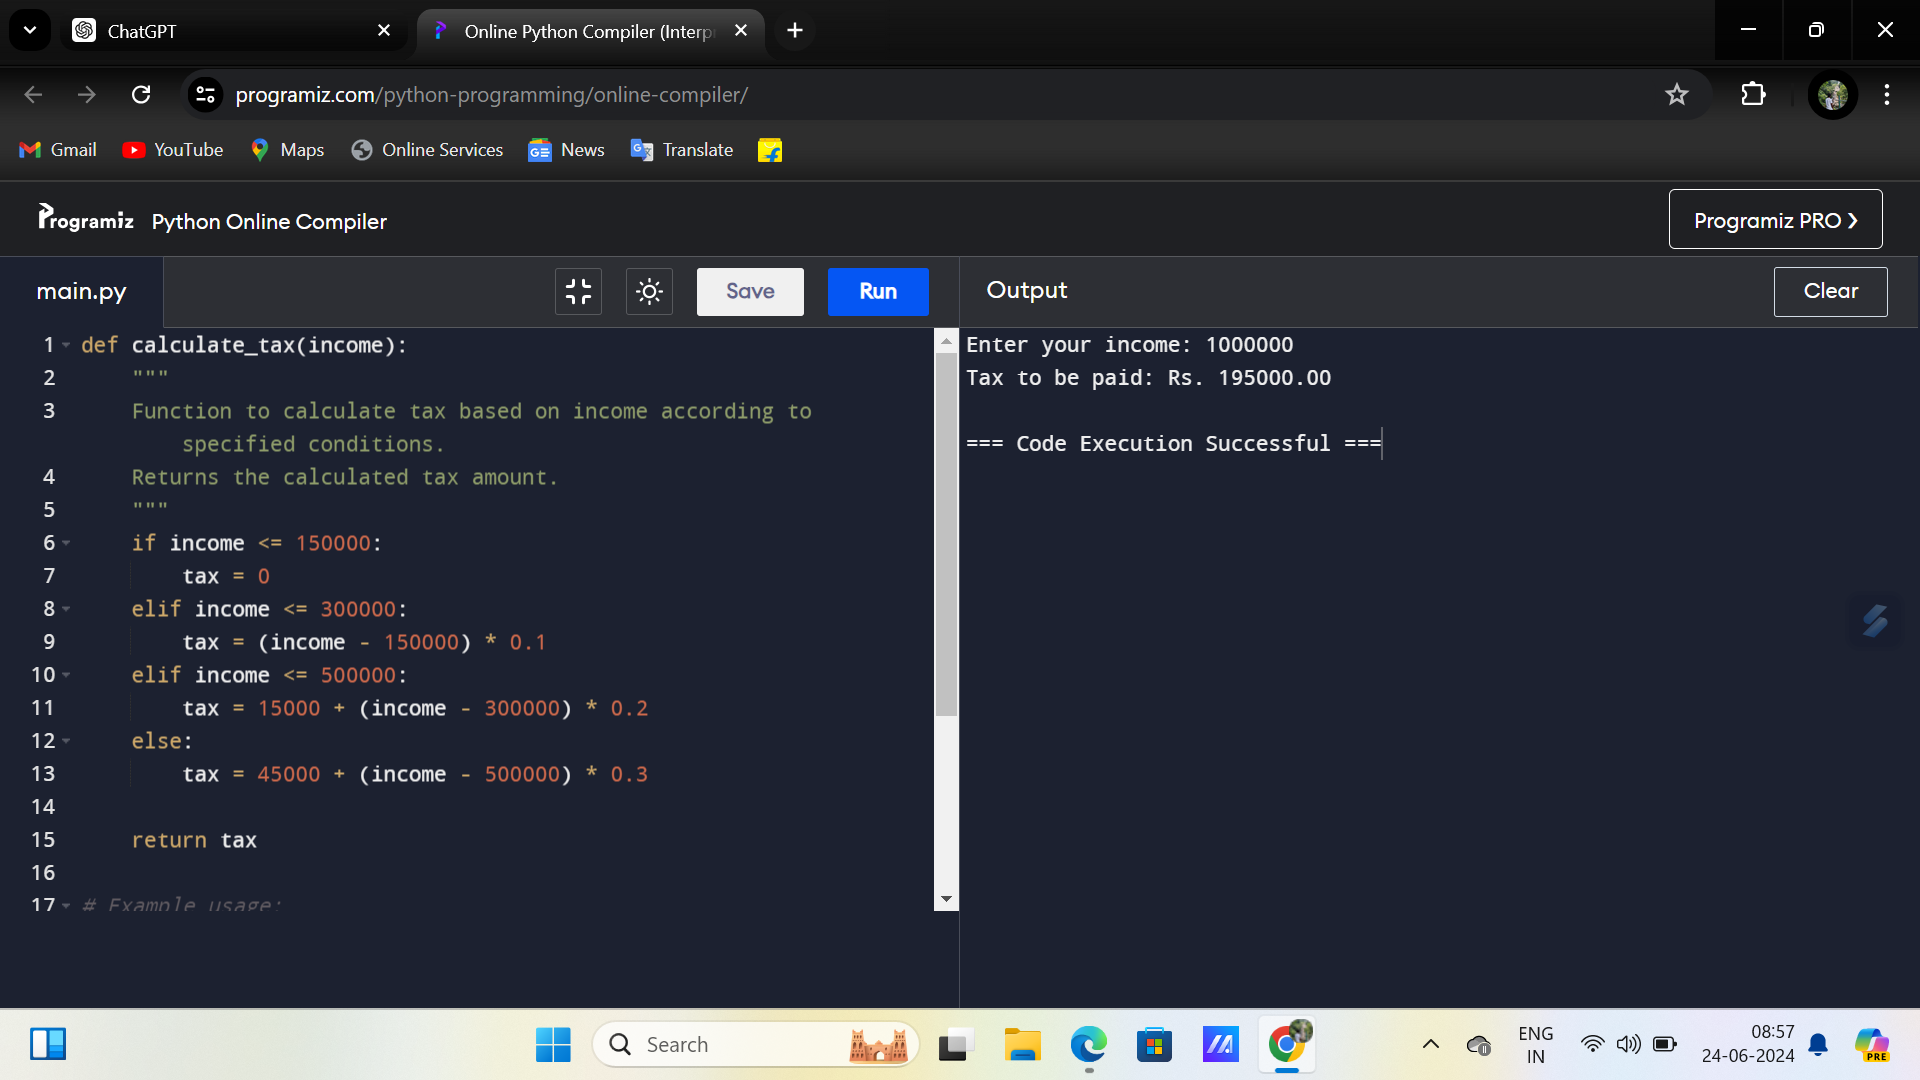 ChatGPT
Online Python Compiler (Interp
programiz.com/python-programming/online-compiler/
Gmail YouTube Maps Online Services News Translate
Programiz Python Online Compiler Programiz PRO
main.py Save Run
1 def calculate_tax(income):
2 """
3 Function to calculate tax based on income according to
specified conditions.
4 Returns the calculated tax amount.
5 """
6 if income <= 150000:
7 tax = 0
8 elif income <= 300000:
9 tax = (income - 150000) * 0.1
10 elif income <= 500000:
11 tax = 15000 + (income - 300000) * 0.2
12 else:
13 tax = 45000 + (income - 500000) * 0.3
14
15 return tax
16
17 # Example usage:
Output Clear
Enter your income: 1000000
Tax to be paid: Rs. 195000.00
=== Code Execution Successful ===
Search
PRE
ENG
IN
08:57
24-06-2024